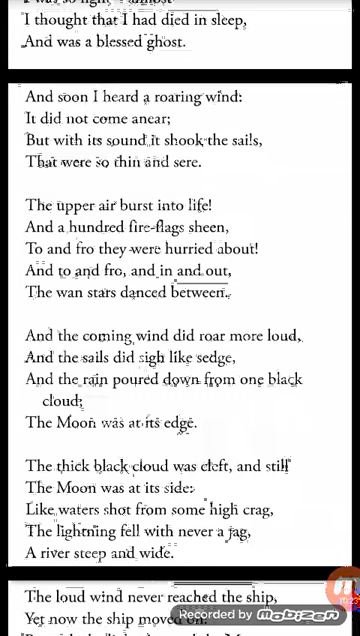 I thought that I had died in sleep,
And was a blessed ghost.
And soon I heard a roaring wind:
It did not come anear;
But with its sound it shook the sails,
That were so thin and sere.
The upper air burst into life!
And a hundred fire-flags sheen,
To and fro they were hurried about!
And to and fro, and in and out,
The wan stars danced between.
And the coming wind did roar more loud,
And the sails did sigh like sedge,
And the rain poured down from one black
cloud;
The Moon was at its edge.
The thick black cloud was cleft, and still
The Moon was at its side:
Like waters shot from some high crag,
The lightning fell with never a jag,
A river steep and wide.
The loud wind never reached the ship,
Yet now the ship moved on!
Recorded by mobizen